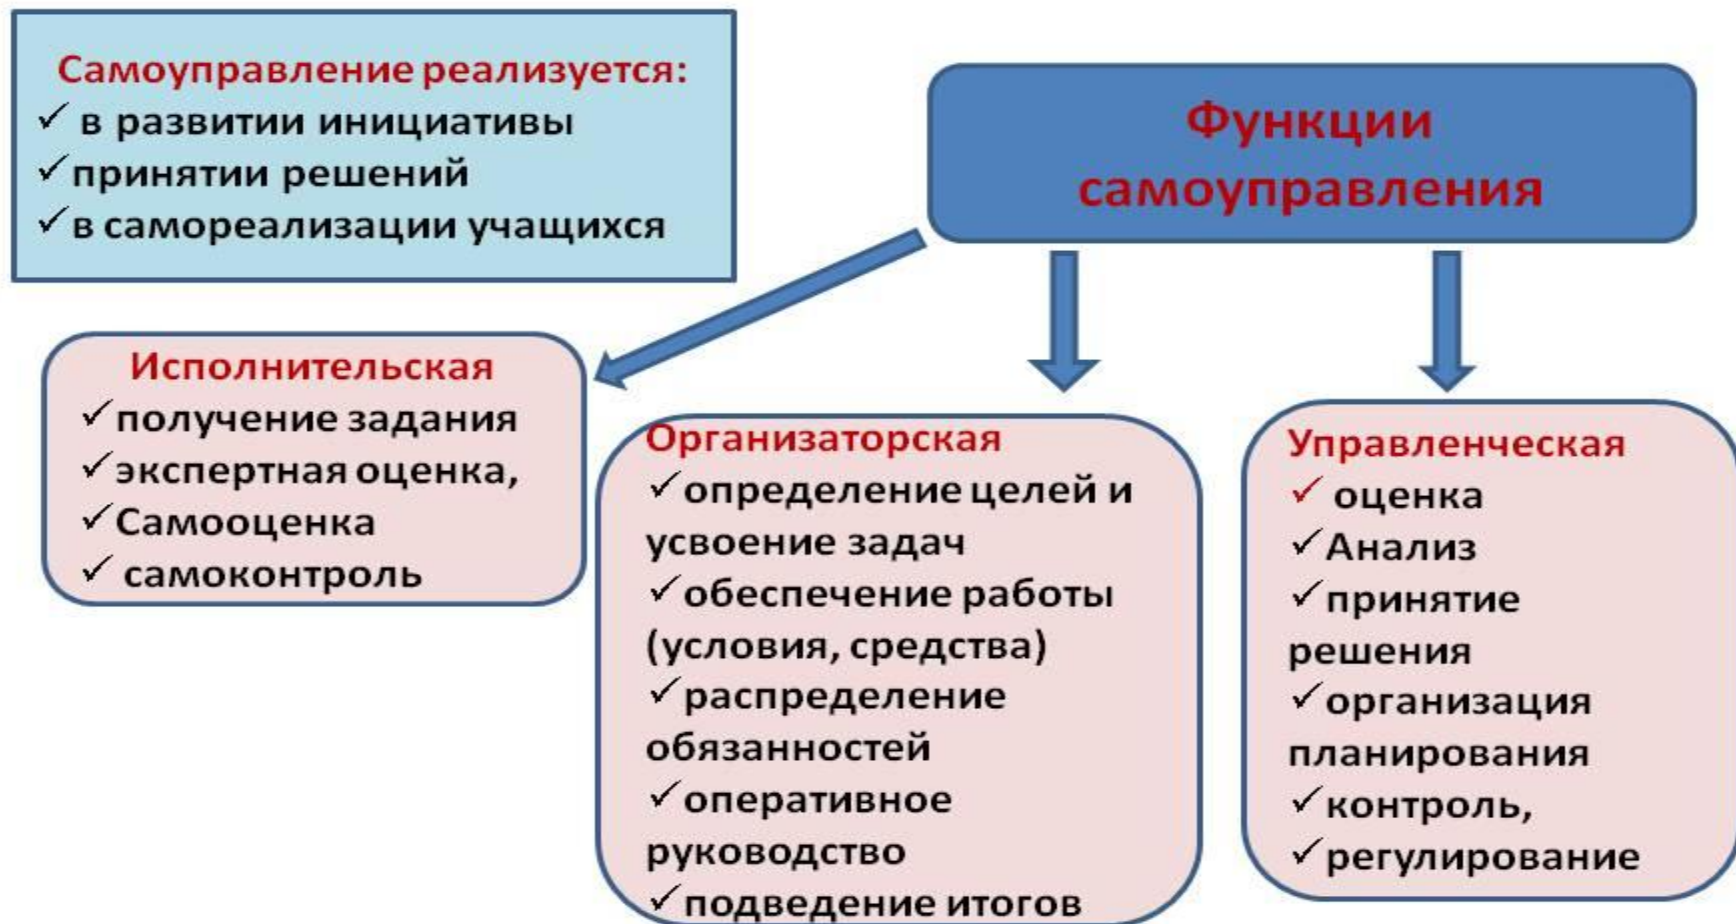 Самоуправление реализуется:
✓ в развитии инициативы
✓ принятии решений
✓ в самореализации учащихся
Функции
самоуправления
Исполнительская
✓ получение задания
✓ экспертная оценка,
✓ Самооценка
✓ самоконтроль
Организаторская
✓ определение целей и
усвоение задач
✓ обеспечение работы
(условия, средства)
✓ распределение
обязанностей
✓ оперативное
руководство
✓ подведение итогов
Управленческая
✓ оценка
✓ Анализ
✓ принятие
решения
✓ организация
планирования
✓ контроль,
✓ регулирование